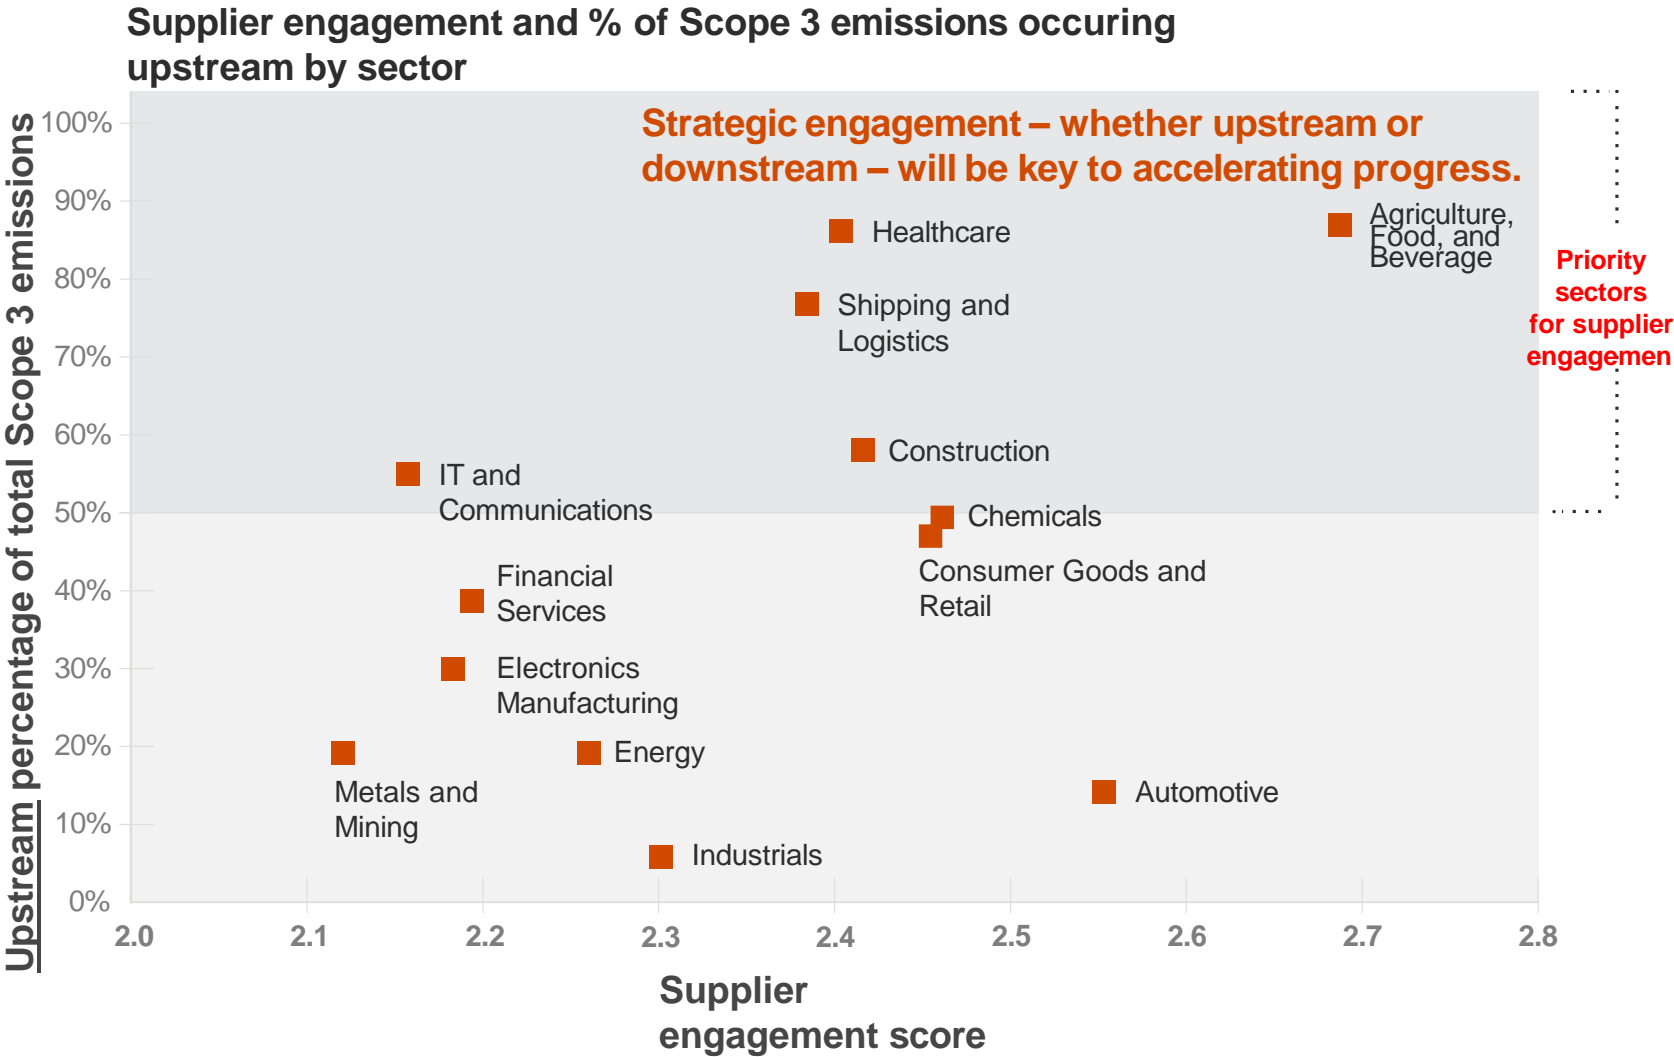 Supplier engagement and % of Scope 3 emissions occuring
upstream by sector
Upstream percentage of total Scope 3 emissions
100%
90%
80%
70%
60%
50%
40%
30%
20%
10%
0%
Strategic engagement – whether upstream or
downstream – will be key to accelerating progress.
Healthcare
Agriculture,
Food, and
Beverage
Shipping and
Logistics
Construction
IT and
Communications
Chemicals
Consumer Goods and
Retail
Financial
Services
Electronics
Manufacturing
Metals and
Mining
Energy
Automotive
Industrials
Priority
sectors
for supplier
engagemen
2.0
2.1
2.2
2.3
2.4
2.5
2.6
2.7
2.8
Supplier
engagement score